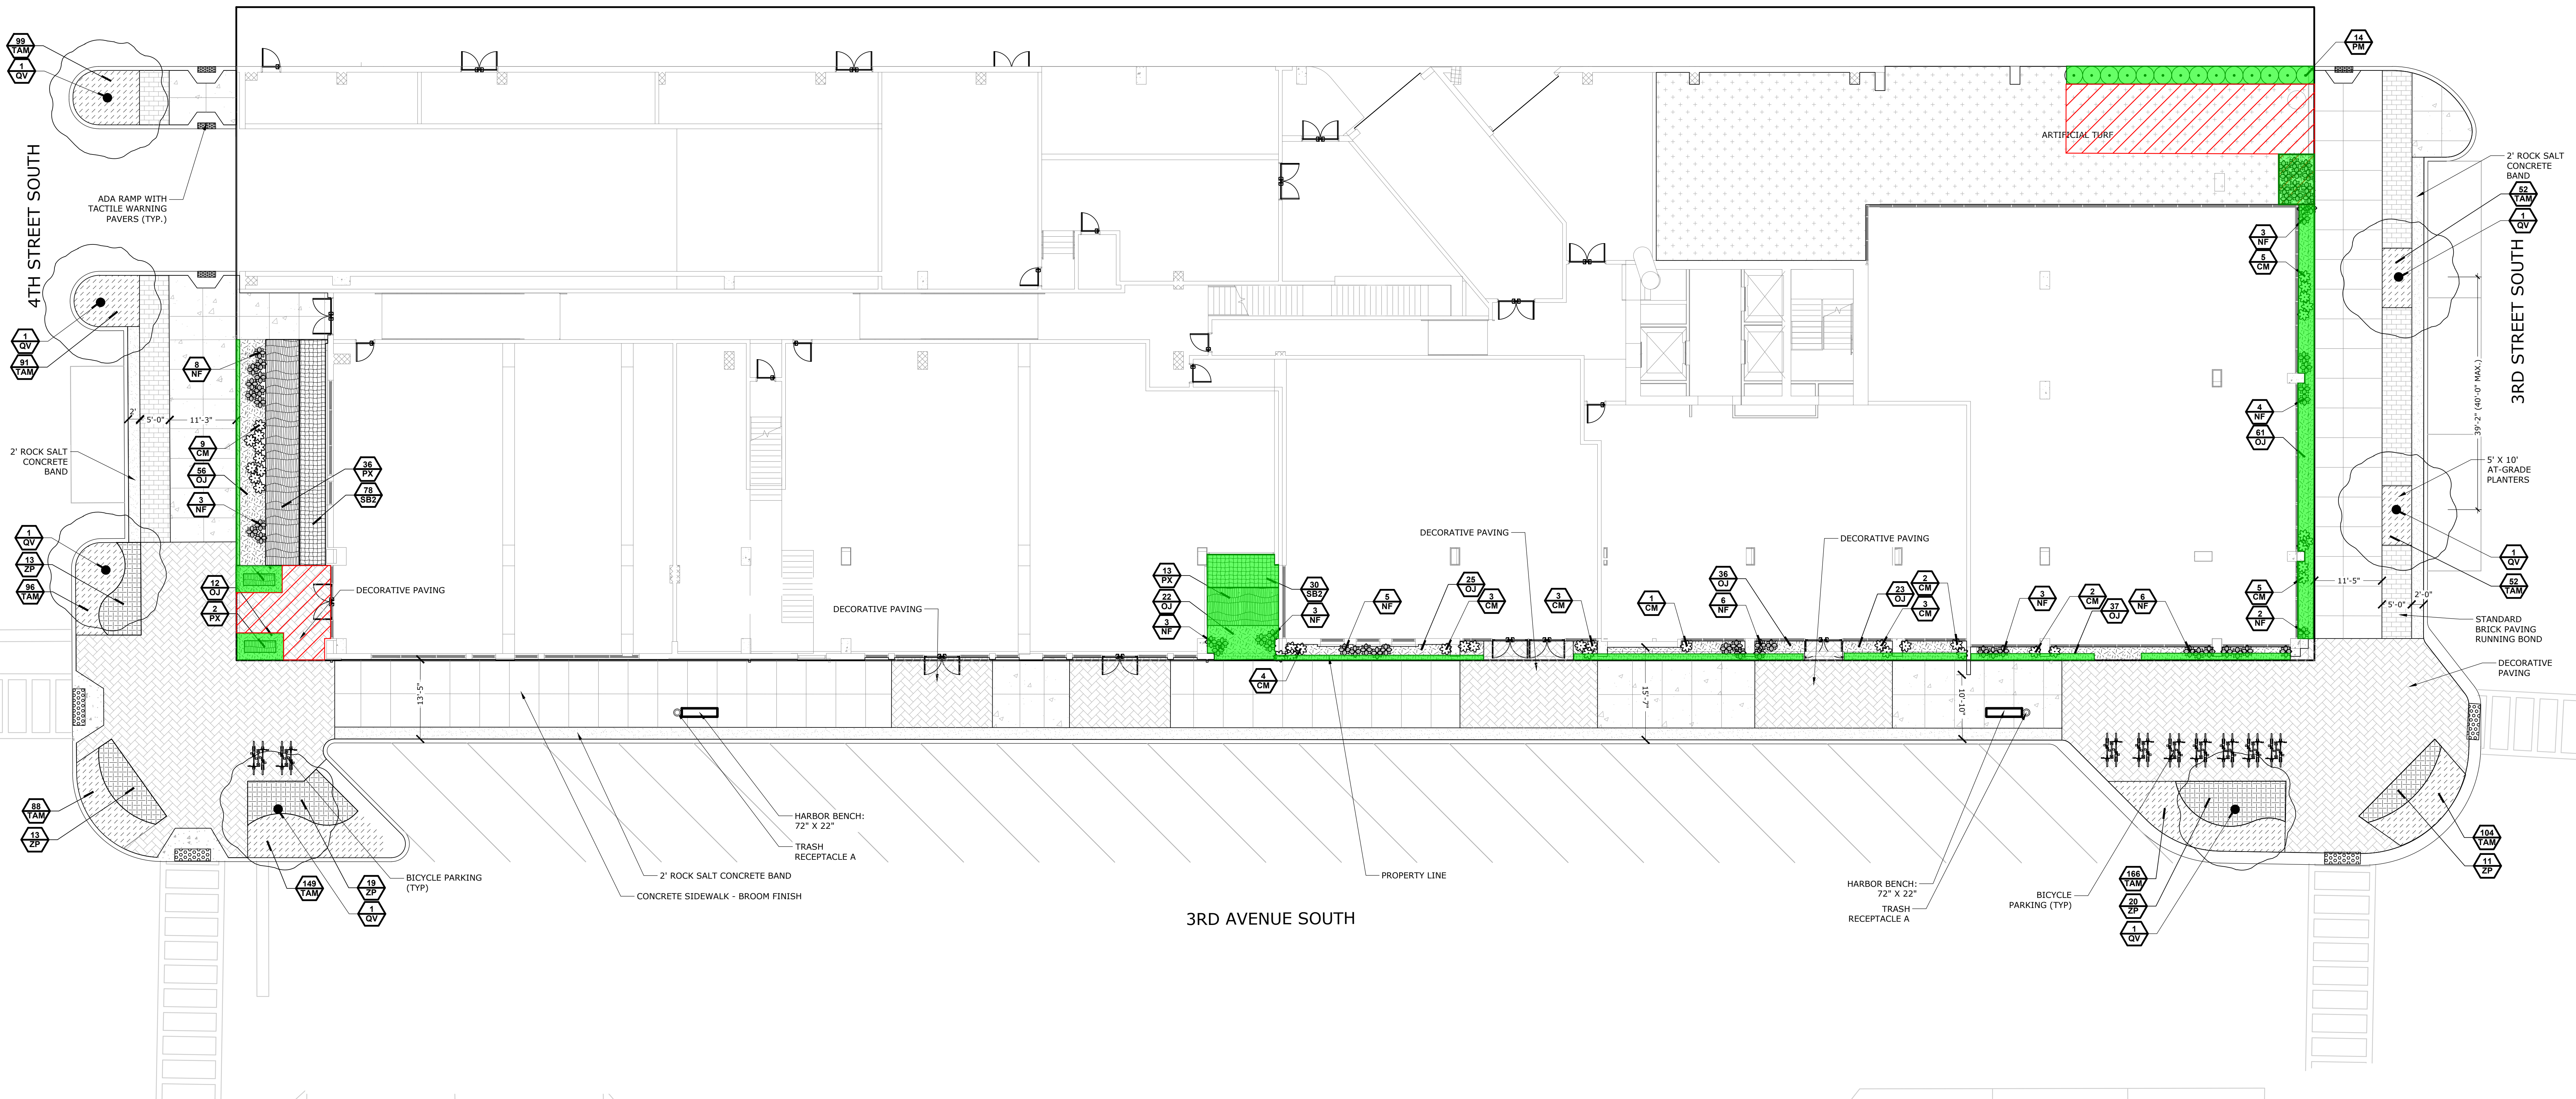 99
TAM
1
QV
14
PM
4TH STREET SOUTH
ADA RAMP WITH
TACTILE WARNING
PAVERS (TYP.)
ARTIFICIAL TURF
2' ROCK SALT
CONCRETE
BAND
52
TAM
1
QV
3
NF
5
CM
3RD STREET SOUTH
1
QV
91
TAM
8
NF
39'-2" (40'-0" MAX.)
2'
5'-0"
11'-3"
4
NF
61
OJ
9
CM
2' ROCK SALT
CONCRETE
BAND
56
OJ
3
NF
36
PX
78
SB2
5' X 10'
AT-GRADE
PLANTERS
1
QV
13
ZP
96
TAM
DECORATIVE PAVING
DECORATIVE PAVING
1
QV
52
TAM
12
OJ
2
PX
DECORATIVE PAVING
DECORATIVE PAVING
13
PX
22
OJ
3
NF
30
SB2
3
NF
5
NF
25
OJ
3
CM
3
CM
1
CM
36
OJ
6
NF
23
OJ
2
CM
3
CM
3
NF
2
CM
37
OJ
6
NF
5
CM
2
NF
11'-5"
5'-0"
2'-0"
STANDARD
BRICK PAVING
RUNNING BOND
4
CM
13'-5"
15'-7"
10'-10"
DECORATIVE
PAVING
88
TAM
13
ZP
HARBOR BENCH:
72" X 22"
TRASH
RECEPTACLE A
2' ROCK SALT CONCRETE BAND
CONCRETE SIDEWALK - BROOM FINISH
BICYCLE PARKING
(TYP)
149
TAM
19
ZP
1
QV
PROPERTY LINE
3RD AVENUE SOUTH
HARBOR BENCH:
72" X 22"
TRASH
RECEPTACLE A
BICYCLE
PARKING (TYP)
166
TAM
20
ZP
1
QV
104
TAM
11
ZP